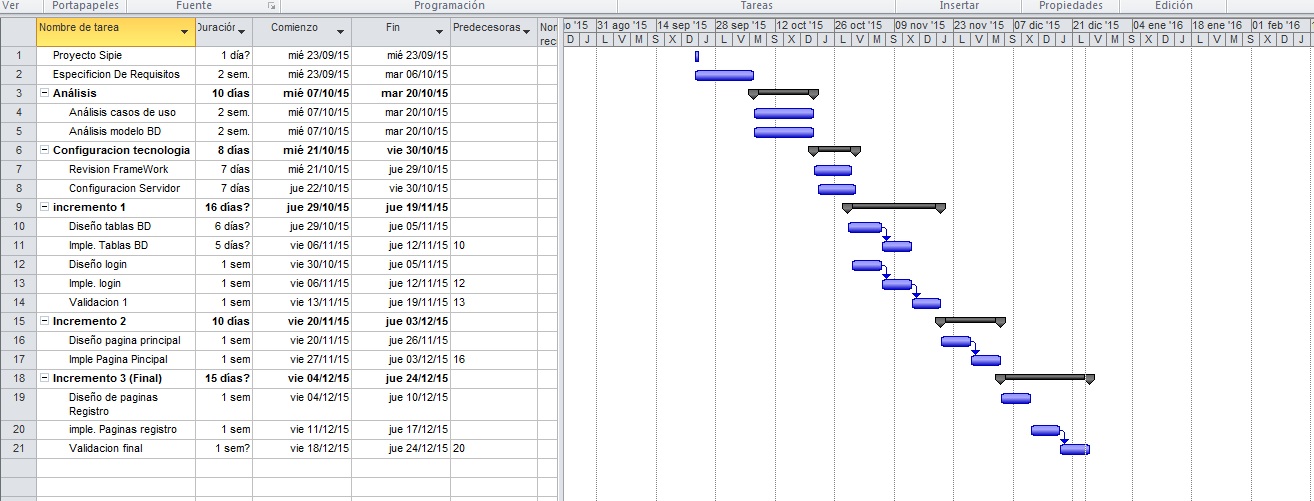 Ver Portapapeles Fuente Programación Tareas Insertar Propiedades Edición
Nombre de tarea Duración Comienzo Fin Predecesoras Nom
rec
31 ago '15 14 sep '15 28 sep '15 12 oct '15 26 oct '15 09 nov '15 23 nov '15 07 dic '15 21 dic '15 04 ene '16 18 ene '16 01 feb '16
D J L V M S X D J L V M S X D J L V M S X D J L V M S X D J L V M S X D J
1 Proyecto Sipie 1 día? mié 23/09/15 mié 23/09/15
2 Especificion De Requisitos 2 sem. mié 23/09/15 mar 06/10/15
3 Análisis 10 días mié 07/10/15 mar 20/10/15
4 Análisis casos de uso 2 sem. mié 07/10/15 mar 20/10/15
5 Análisis modelo BD 2 sem. mié 07/10/15 mar 20/10/15
6 Configuracion tecnologia 8 días mié 21/10/15 vie 30/10/15
7 Revision FrameWork 7 días mié 21/10/15 jue 29/10/15
8 Configuracion Servidor 7 días jue 22/10/15 vie 30/10/15
9 incremento 1 16 días? jue 29/10/15 jue 19/11/15
10 Diseño tablas BD 6 días? jue 29/10/15 jue 05/11/15
11 Imple. Tablas BD 5 días? vie 06/11/15 jue 12/11/15 10
12 Diseño login 1 sem vie 30/10/15 jue 05/11/15
13 Imple. login 1 sem vie 06/11/15 jue 12/11/15 12
14 Validacion 1 1 sem vie 13/11/15 jue 19/11/15 13
15 Incremento 2 10 días vie 20/11/15 jue 03/12/15
16 Diseño pagina principal 1 sem vie 20/11/15 jue 26/11/15
17 Imple Pagina Pincipal 1 sem vie 27/11/15 jue 03/12/15 16
18 Incremento 3 (Final) 15 días? vie 04/12/15 jue 24/12/15
19 Diseño de paginas 1 sem vie 04/12/15 jue 10/12/15
Registro
20 imple. Paginas registro 1 sem vie 11/12/15 jue 17/12/15
21 Validacion final 1 sem? vie 18/12/15 jue 24/12/15 20